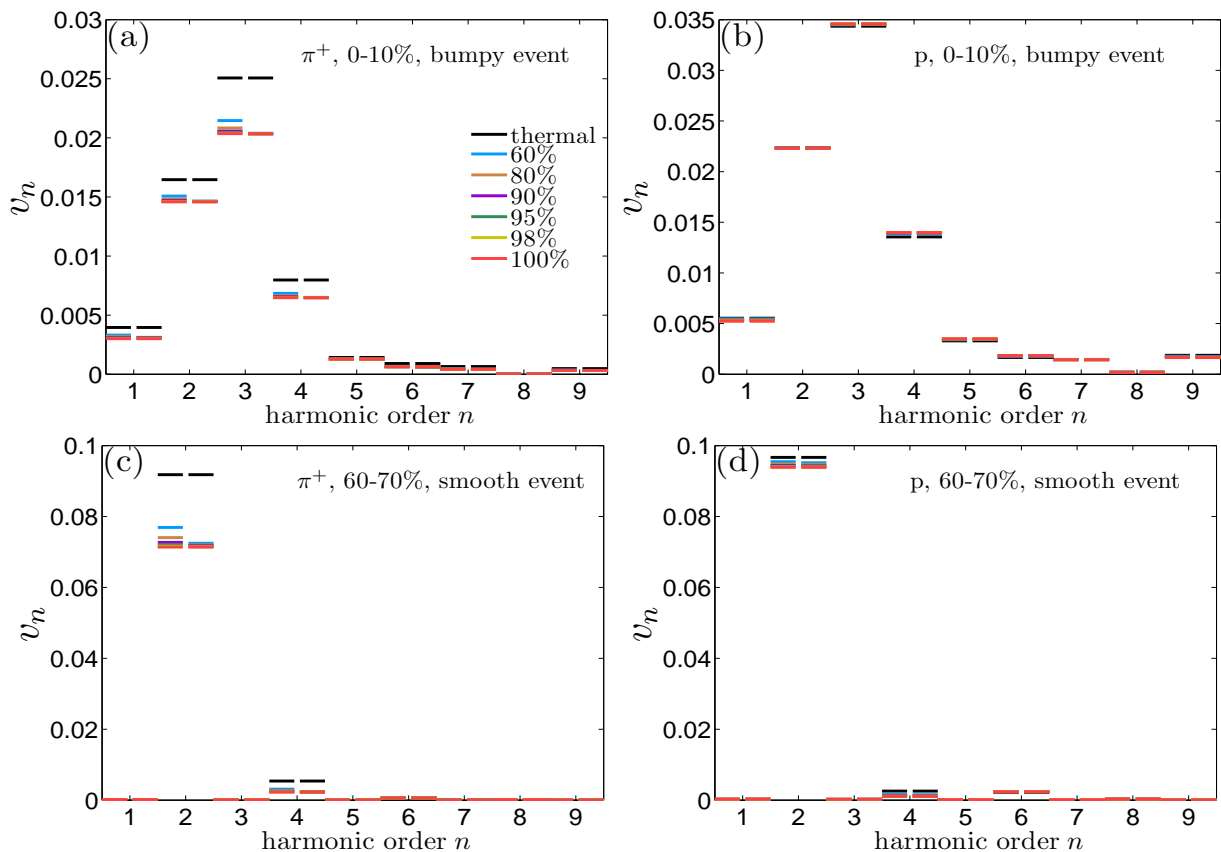 (a)
π⁺, 0-10%, bumpy event
0.03
0.025
0.02
0.015
0.01
0.005
0
vₙ
thermal
60%
80%
90%
95%
98%
100%
1 2 3 4 5 6 7 8 9
harmonic order n
(b)
p, 0-10%, bumpy event
0.035
0.03
0.025
0.02
0.015
0.01
0.005
0
vₙ
1 2 3 4 5 6 7 8 9
harmonic order n
(c)
π⁺, 60-70%, smooth event
0.1
0.08
0.06
0.04
0.02
0
vₙ
1 2 3 4 5 6 7 8 9
harmonic order n
(d)
p, 60-70%, smooth event
0.1
0.08
0.06
0.04
0.02
0
vₙ
1 2 3 4 5 6 7 8 9
harmonic order n